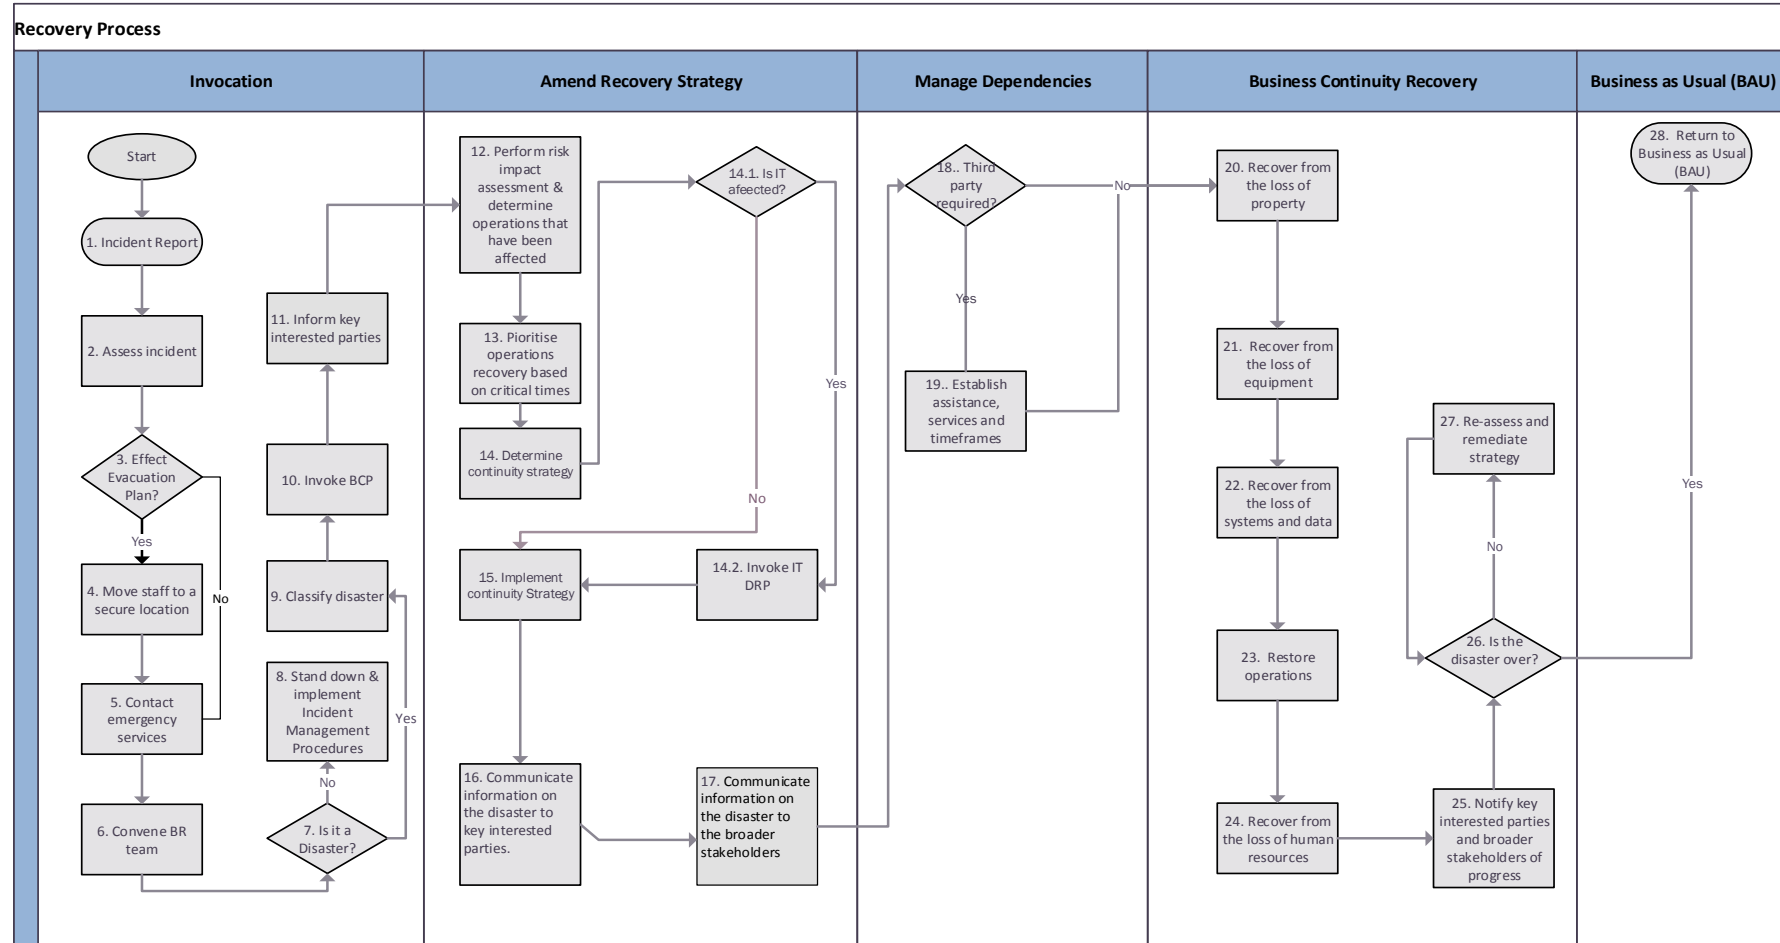 Recovery Process
Invocation
Amend Recovery Strategy
Manage Dependencies
Business Continuity Recovery
Business as Usual (BAU)
Start
1. Incident Report
2. Assess incident
3. Effect
Evacuation
Plan?
Yes
No
4. Move staff to a
secure location
5. Contact
emergency
services
6. Convene BR
team
7. Is it a
Disaster?
No
Yes
8. Stand down &
implement
Incident
Management
Procedures
9. Classify disaster
10. Invoke BCP
11. Inform key
interested parties
12. Perform risk
impact
assessment &
determine
operations that
have been
affected
13. Pioritise
operations
recovery based
on critical times
14. Determine
continuity strategy
14.1. Is IT
afeected?
Yes
No
14.2. Invoke IT
DRP
15. Implement
continuity Strategy
16. Communicate
information on
the disaster to
key interested
parties.
17. Communicate
information on
the disaster to
the broader
stakeholders
18.. Third
party
required?
No
Yes
19.. Establish
assistance,
services and
timeframes
20. Recover from
the loss of
property
21. Recover from
the loss of
equipment
22. Recover from
the loss of
systems and data
23. Restore
operations
24. Recover from
the loss of human
resources
25. Notify key
interested parties
and broader
stakeholders of
progress
26. Is the
disaster over?
No
Yes
27. Re-assess and
remediate
strategy
28. Return to
Business as Usual
(BAU)